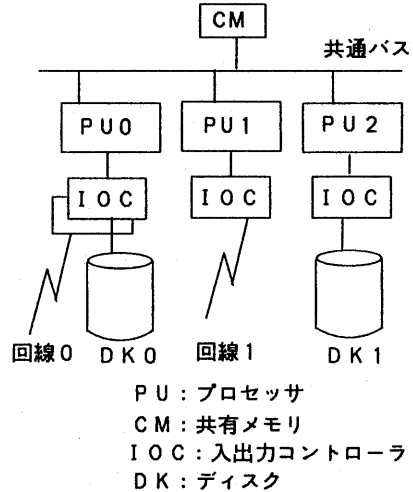 CM
共通バス
PU0
PU1
PU2
IOC
IOC
IOC
回線0
DK0
回線1
DK1
PU:プロセッサ
CM:共有メモリ
IOC:入出力コントローラ
DK:ディスク